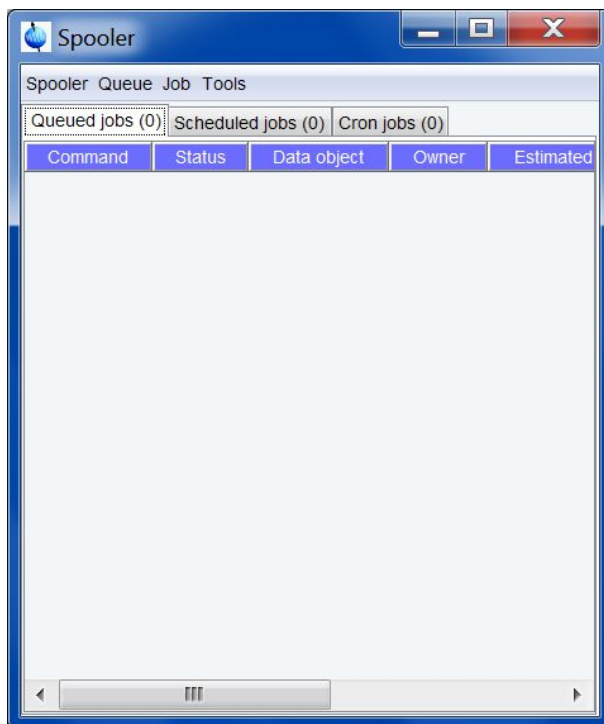 Spooler
Spooler Queue Job Tools
Queued jobs (0) Scheduled jobs (0) Cron jobs (0)
Command Status Data object Owner Estimated